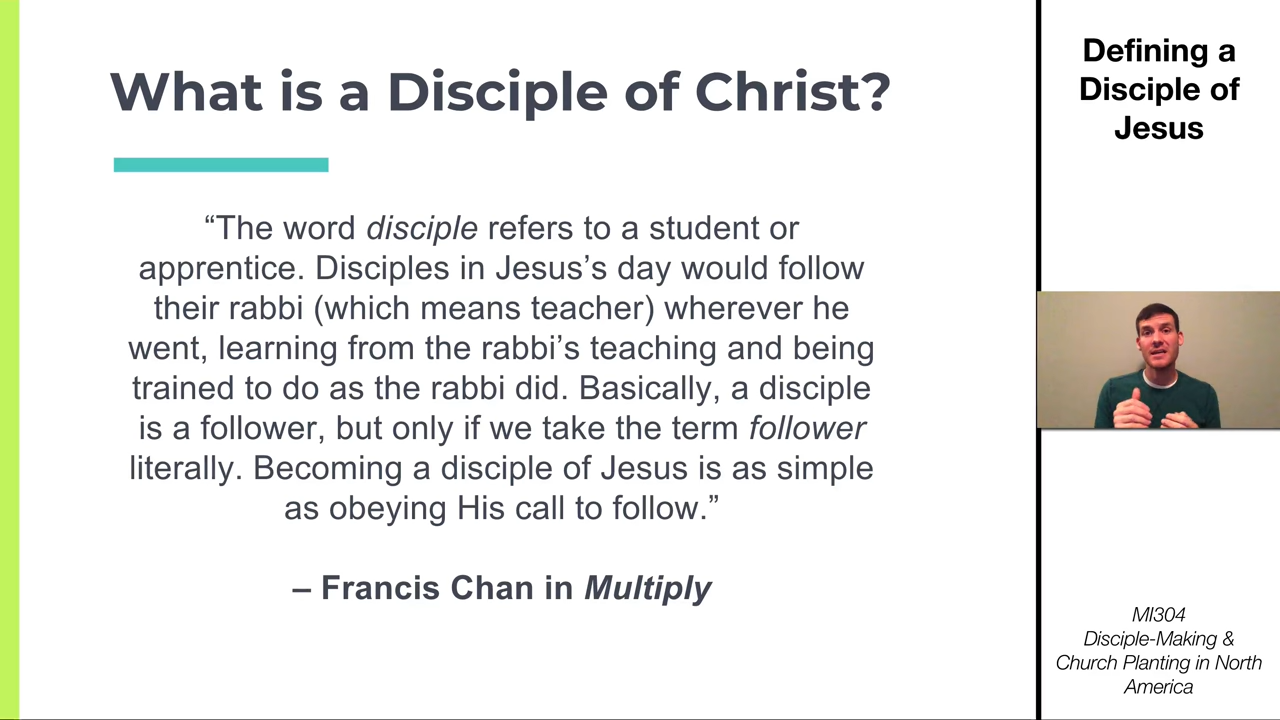 What is a Disciple of Christ?
“The word disciple refers to a student or
apprentice. Disciples in Jesus’s day would follow
their rabbi (which means teacher) wherever he
went, learning from the rabbi’s teaching and being
trained to do as the rabbi did. Basically, a disciple
is a follower, but only if we take the term follower
literally. Becoming a disciple of Jesus is as simple
as obeying His call to follow.”
– Francis Chan in Multiply
Defining a
Disciple of
Jesus
MI304
Disciple-Making &
Church Planting in North
America